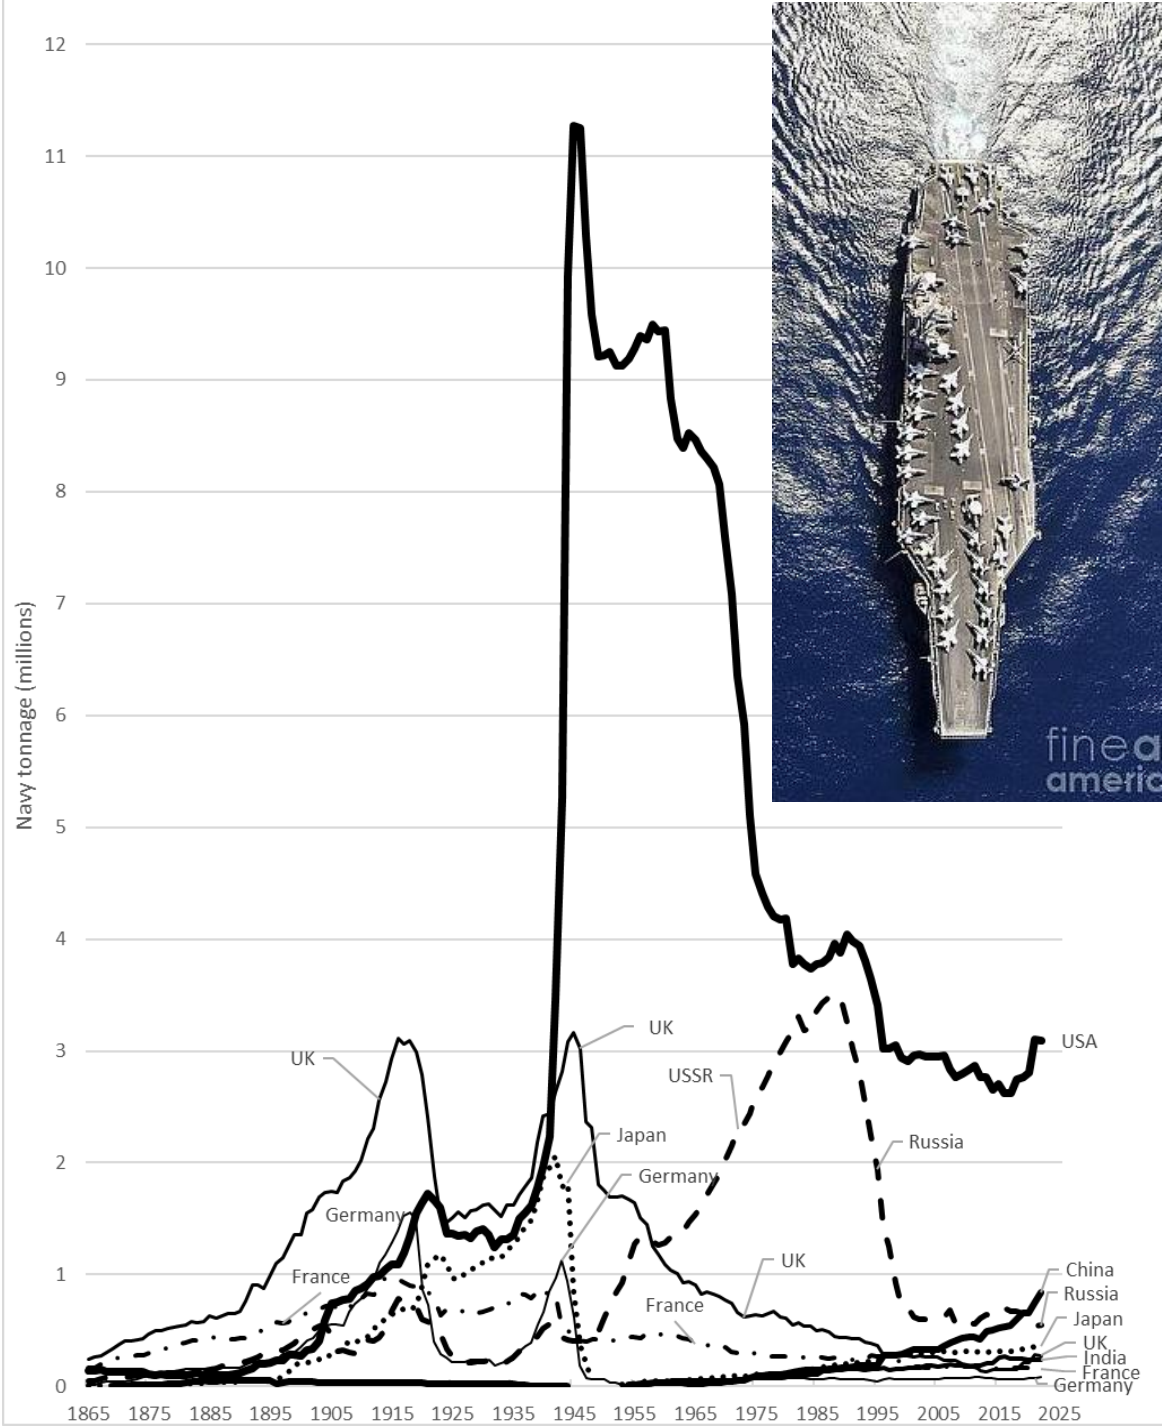 12
11
10
9
8
7
6
5
4
3
2
1
0
Navy tonnage (millions)
fine a
americ
UK
UK
USSR
USA
Japan
Russia
Germany
Germany
France
UK
France
China
Russia
Japan
UK
India
France
Germany
1865 1875 1885 1895 1905 1915 1925 1935 1945 1955 1965 1975 1985 1995 2005 2015 2025